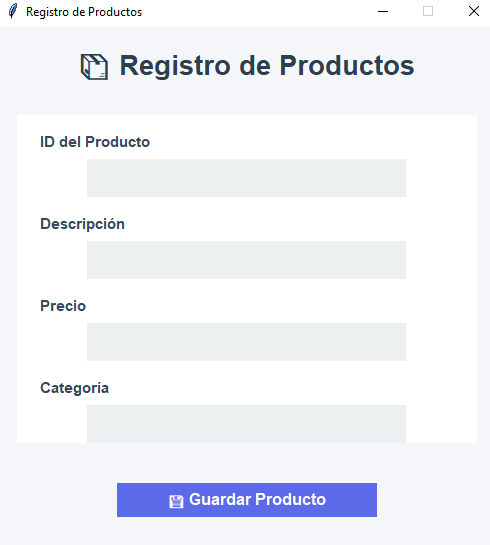 Registro de Productos
Registro de Productos
ID del Producto
Descripción
Precio
Categoría
Guardar Producto